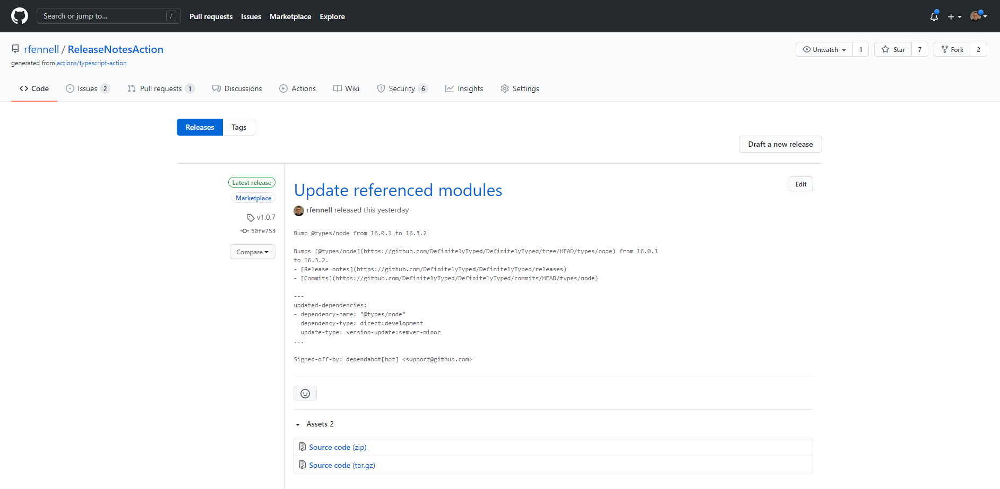 Search or jump to... /
Pull requests Issues Marketplace Explore
rfennell / ReleaseNotesAction
generated from actions/typescript-action
Unwatch 1 Star 7 Fork 2
Code Issues 2 Pull requests 1 Discussions Actions Wiki Security 6 Insights Settings
Releases Tags
Draft a new release
Latest release
Marketplace
v1.0.7
50fe753
Compare
Update referenced modules
Edit
rfennell released this yesterday
Bump @types/node from 16.0.1 to 16.3.2
Bumps [@types/node](https://github.com/DefinitelyTyped/DefinitelyTyped/tree/HEAD/types/node) from 16.0.1
to 16.3.2.
- [Release notes](https://github.com/DefinitelyTyped/DefinitelyTyped/releases)
- [Commits](https://github.com/DefinitelyTyped/DefinitelyTyped/commits/HEAD/types/node)
---
updated-dependencies:
- dependency-name: "@types/node"
  dependency-type: direct:development
  update-type: version-update:semver-minor
...
Signed-off-by: dependabot[bot] <support@github.com>
Assets 2
Source code (zip)
Source code (tar.gz)